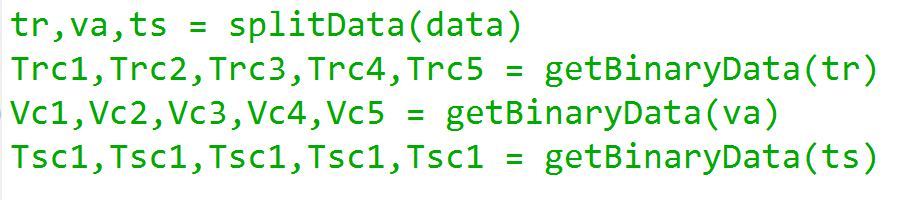 tr,va,ts = splitData(data)
Trc1,Trc2,Trc3,Trc4,Trc5 = getBinaryData(tr)
Vc1,Vc2,Vc3,Vc4,Vc5 = getBinaryData(va)
Tsc1,Tsc1,Tsc1,Tsc1,Tsc1 = getBinaryData(ts)